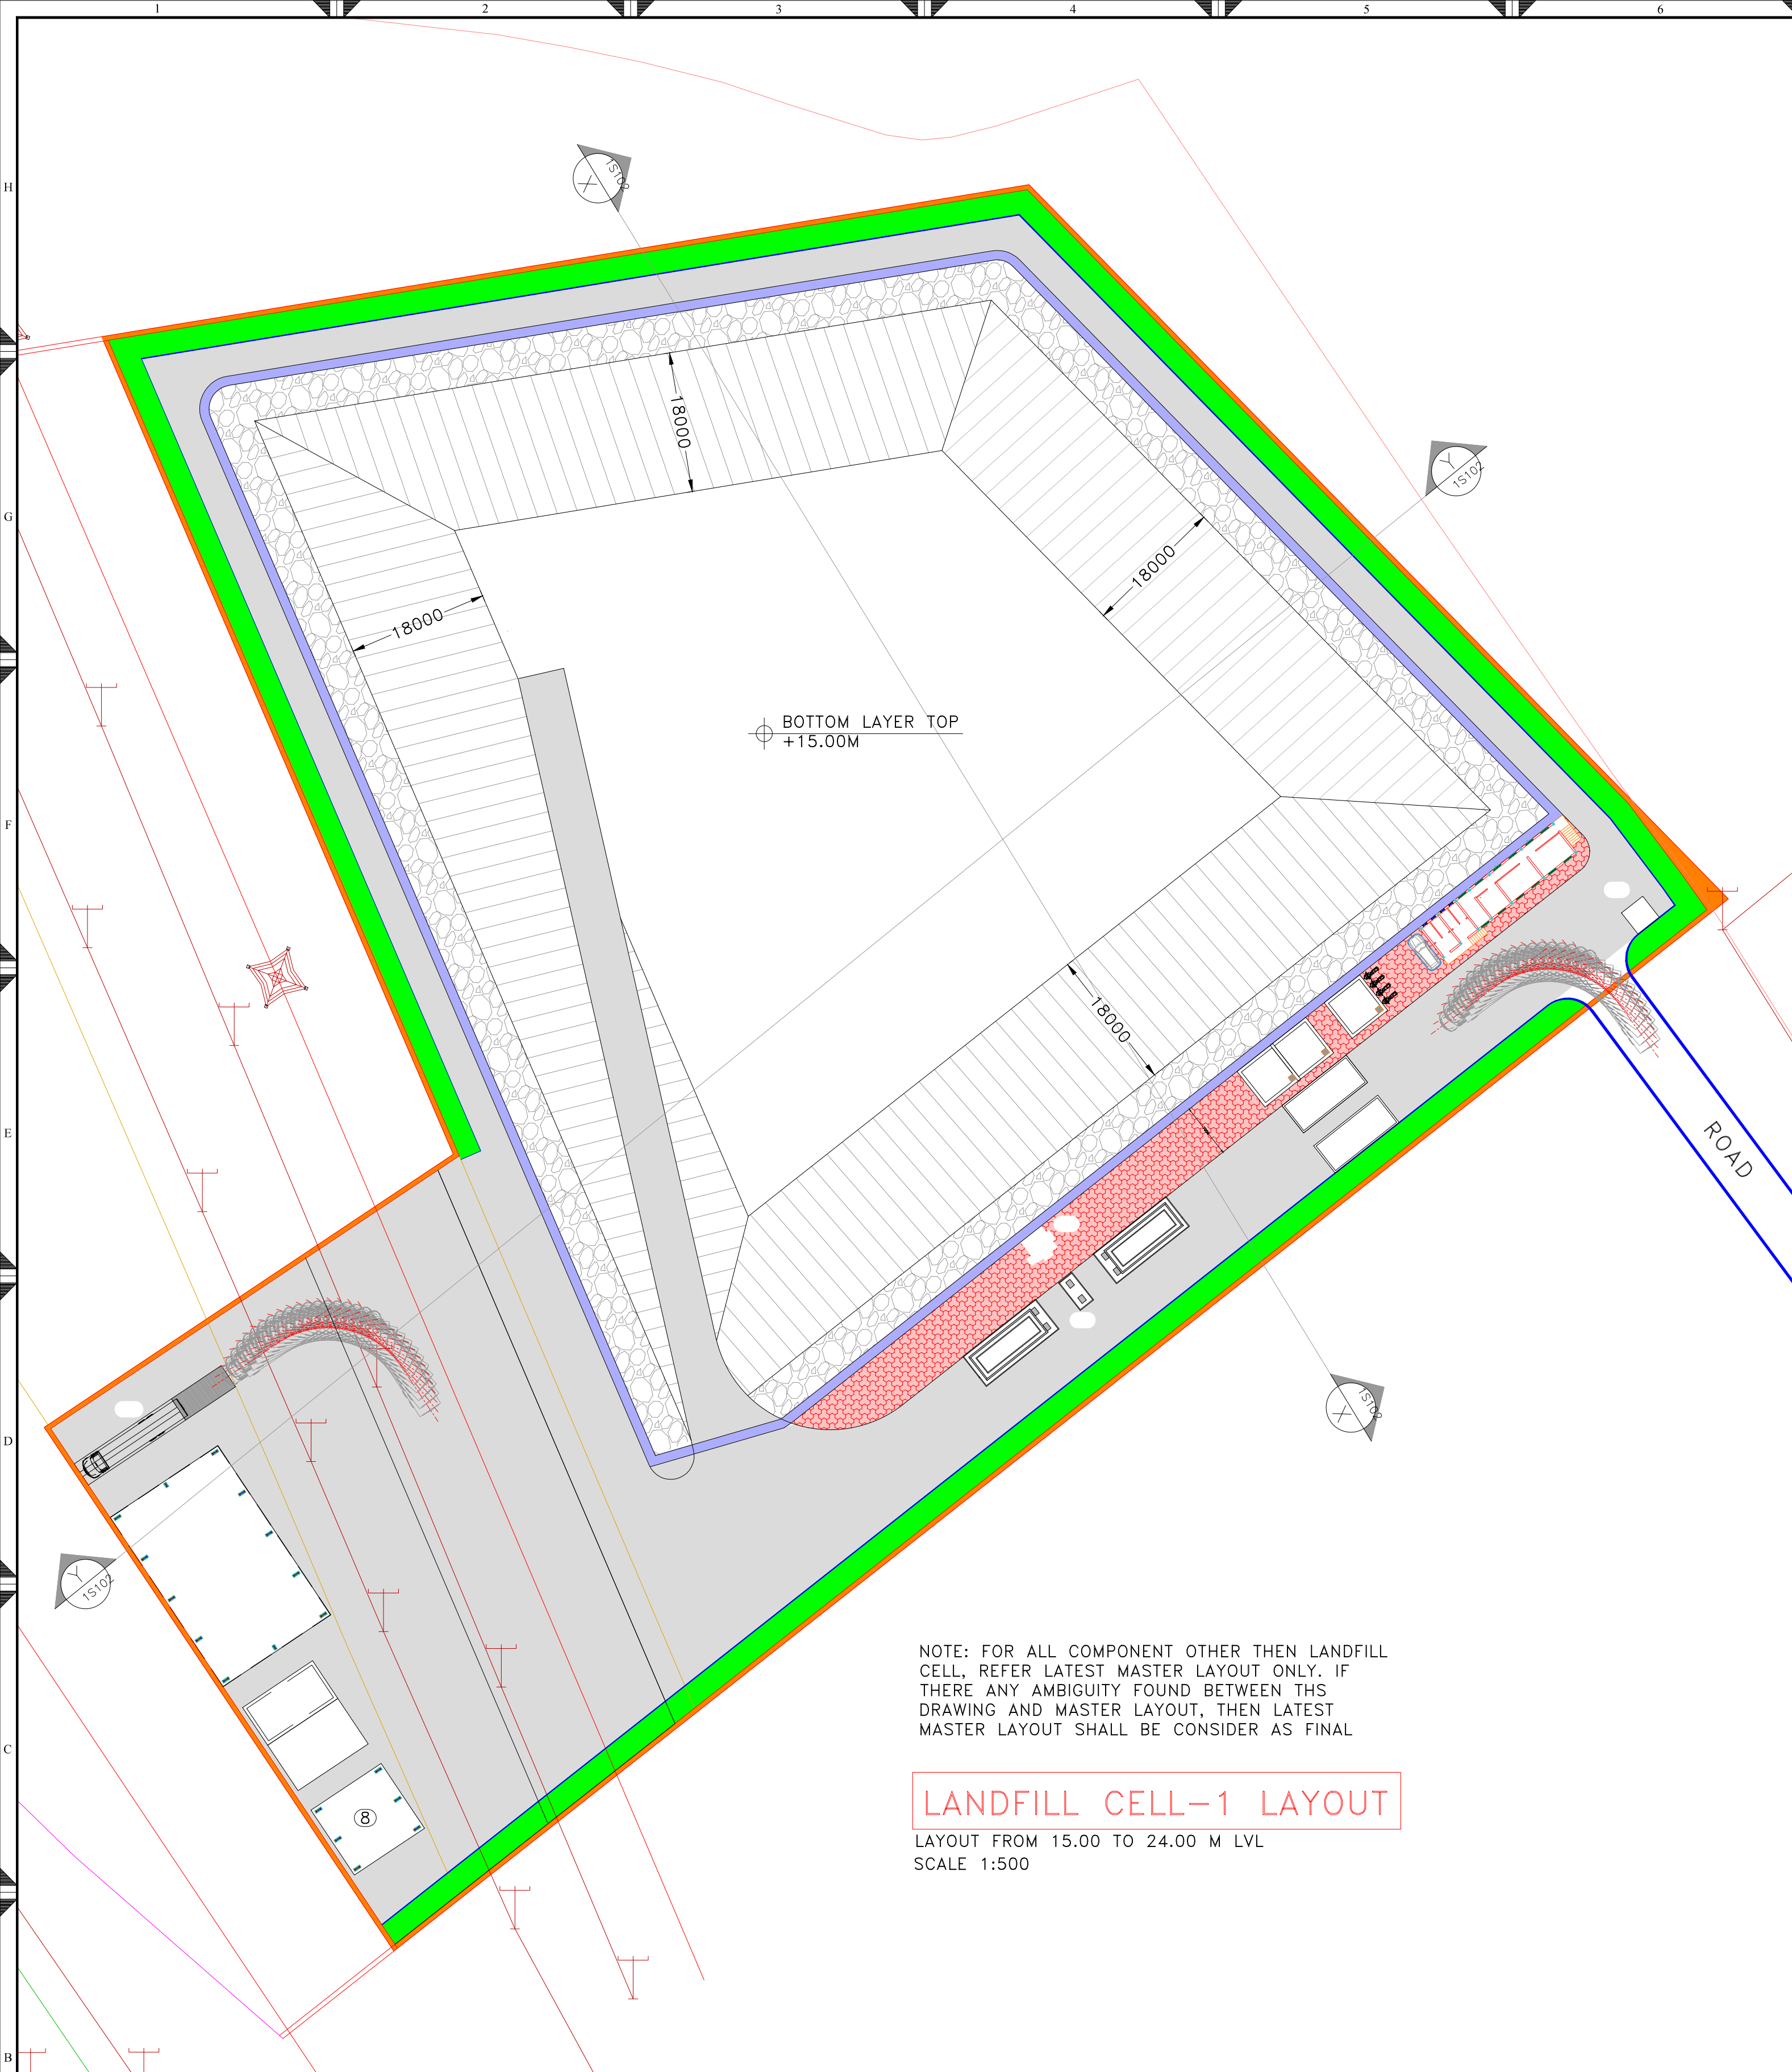 1 2 3 4 5 6
H
X 1S102
G
18000
Y 1S102
18000
18000
BOTTOM LAYER TOP
+15.00M
F
18000
E
ROAD
D
X 1S102
Y 1S102
NOTE: FOR ALL COMPONENT OTHER THEN LANDFILL
CELL, REFER LATEST MASTER LAYOUT ONLY. IF
THERE ANY AMBIGUITY FOUND BETWEEN THS
DRAWING AND MASTER LAYOUT, THEN LATEST
MASTER LAYOUT SHALL BE CONSIDER AS FINAL
C
LANDFILL CELL-1 LAYOUT
8
LAYOUT FROM 15.00 TO 24.00 M LVL
SCALE 1:500
B